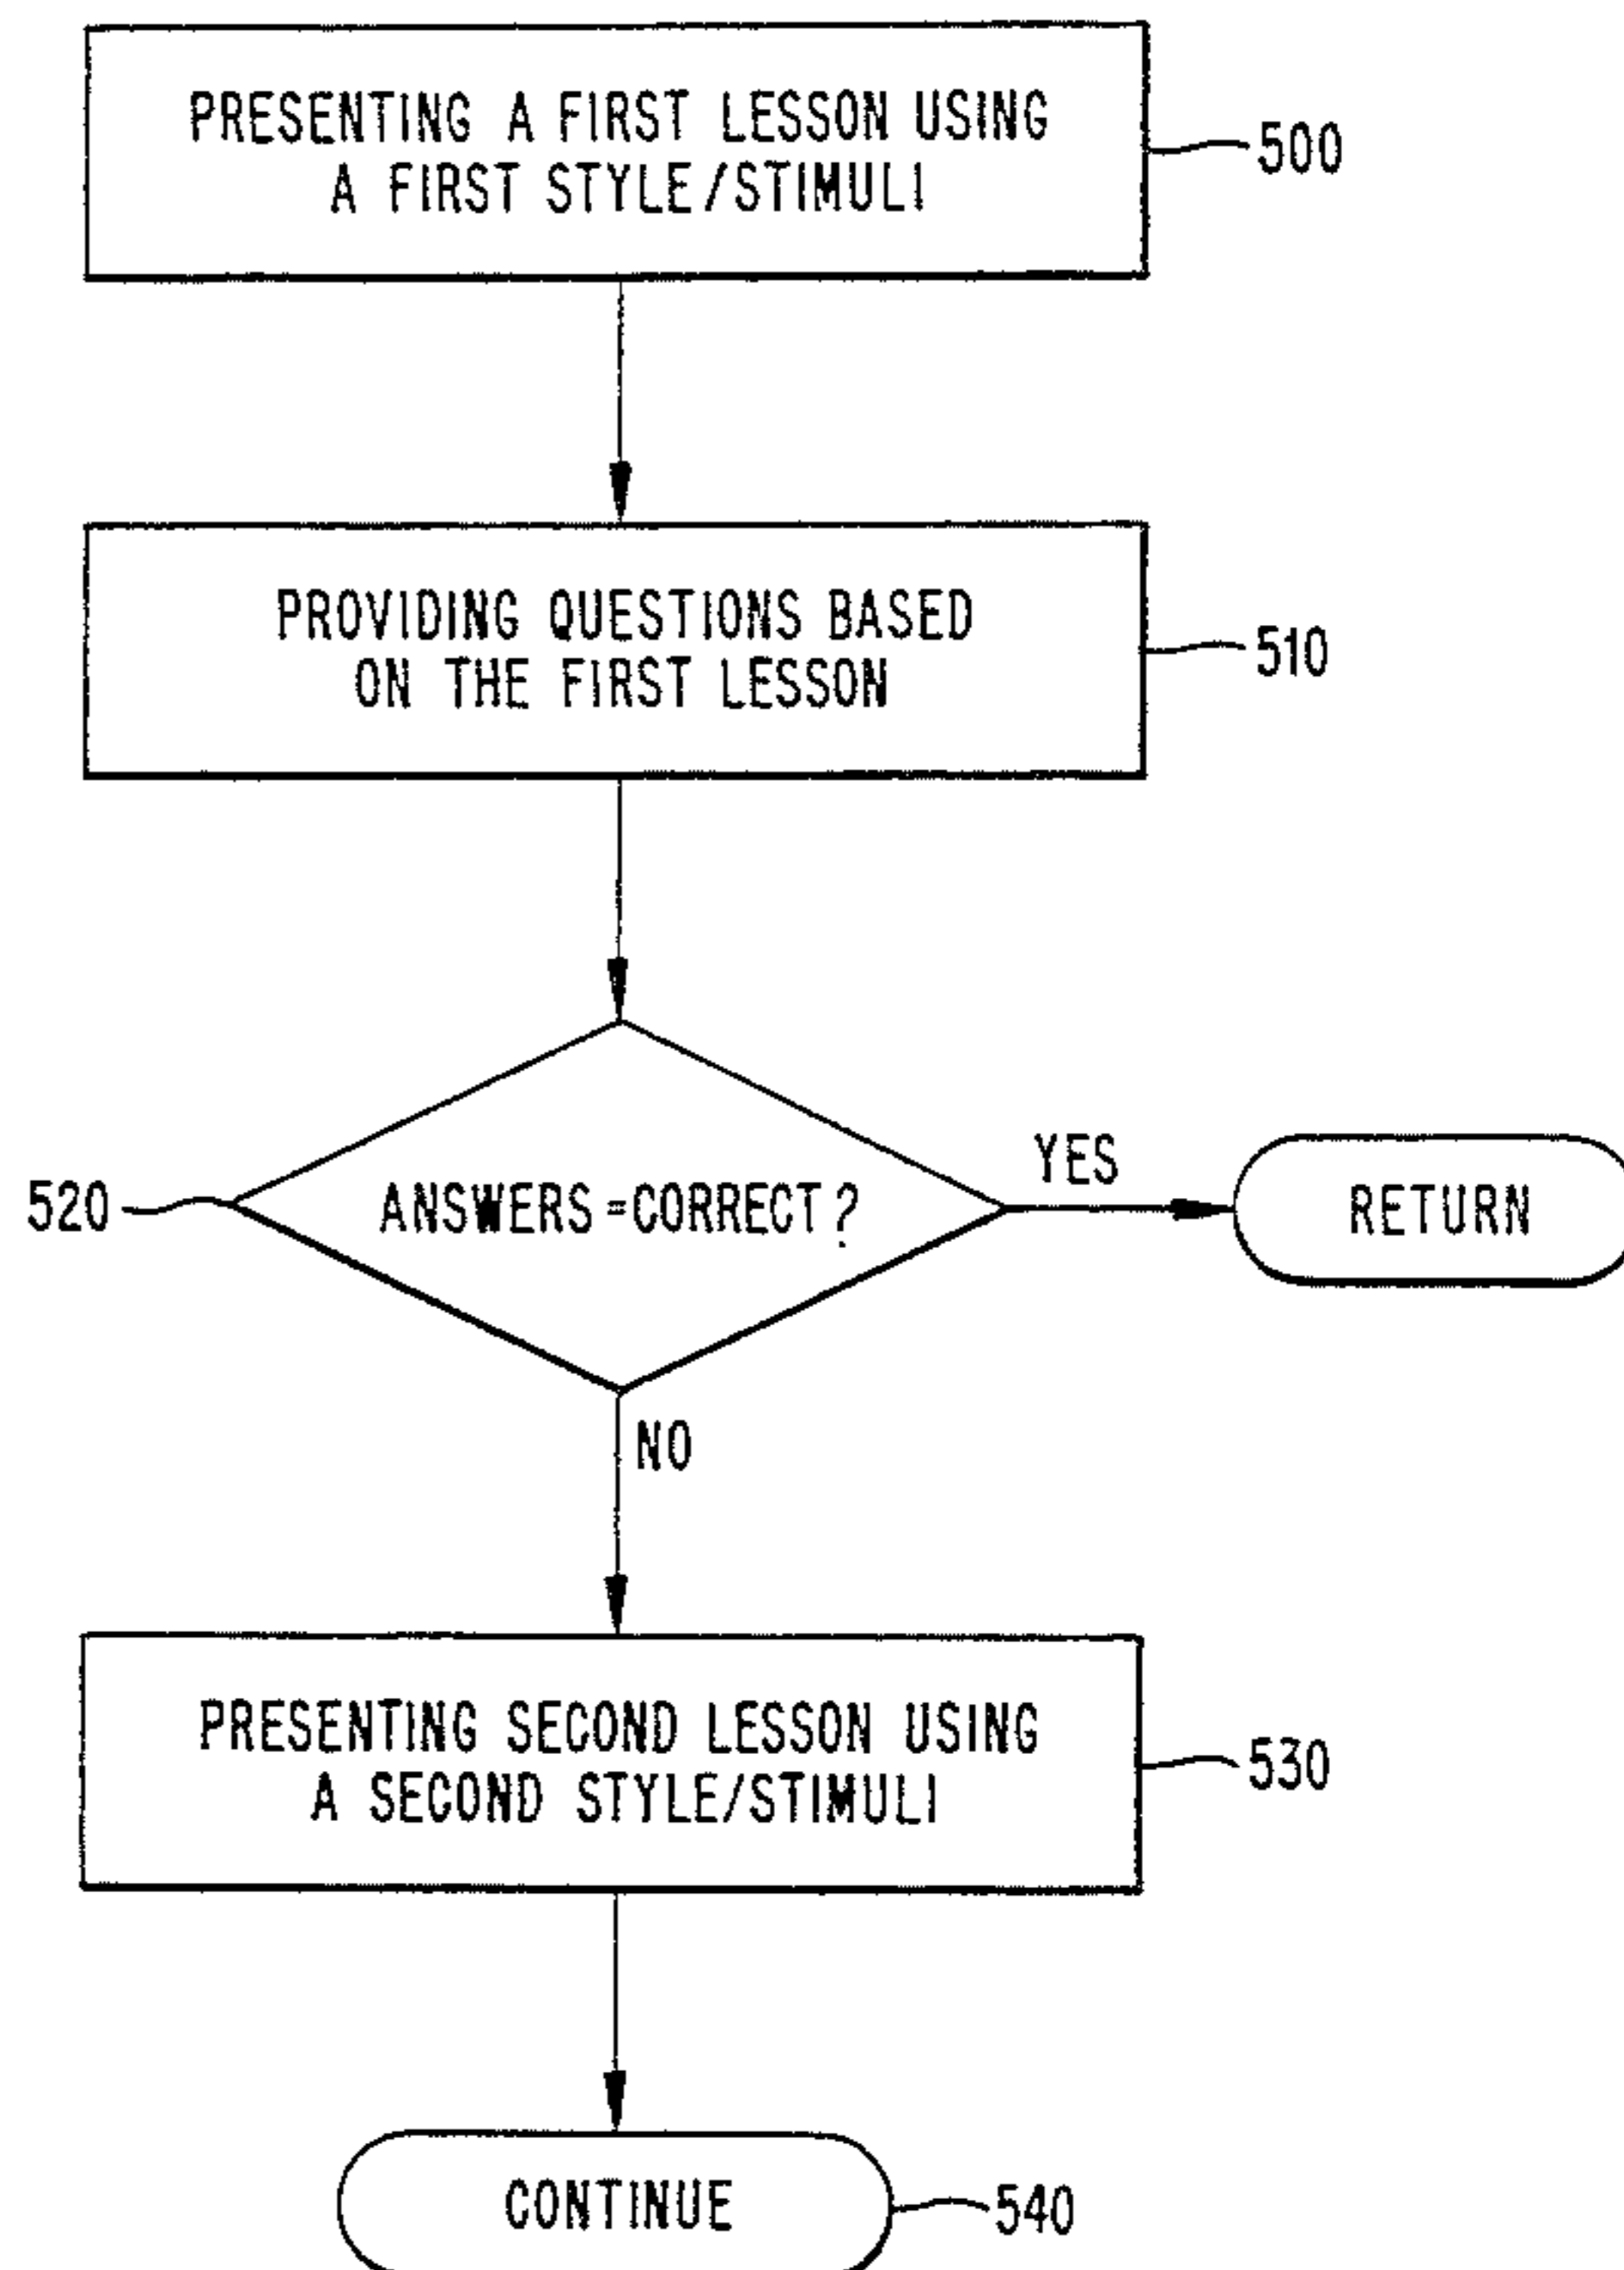 PRESENTING A FIRST LESSON USING
A FIRST STYLE/STIMULI
500
PROVIDING QUESTIONS BASED
ON THE FIRST LESSON
510
520
ANSWERS=CORRECT?
YES
RETURN
NO
PRESENTING SECOND LESSON USING
A SECOND STYLE/STIMULI
530
CONTINUE
540